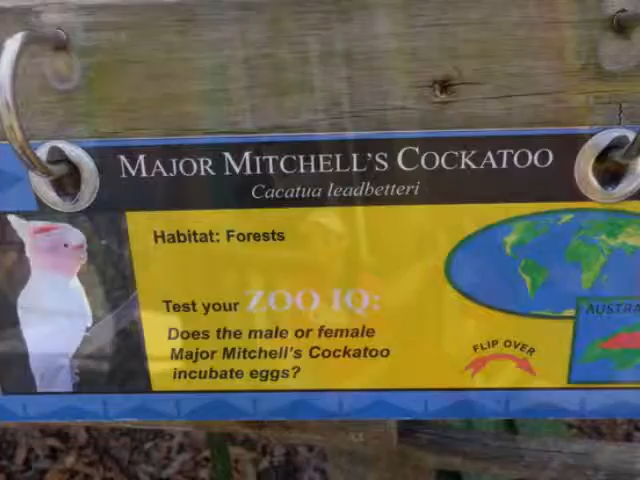 MAJOR MITCHELL'S COCKATOO
Cacatua leadbetteri
Habitat: Forests
Test your ZOO IQ:
Does the male or female
Major Mitchell's Cockatoo
incubate eggs?
FLIP OVER
AUSTRA